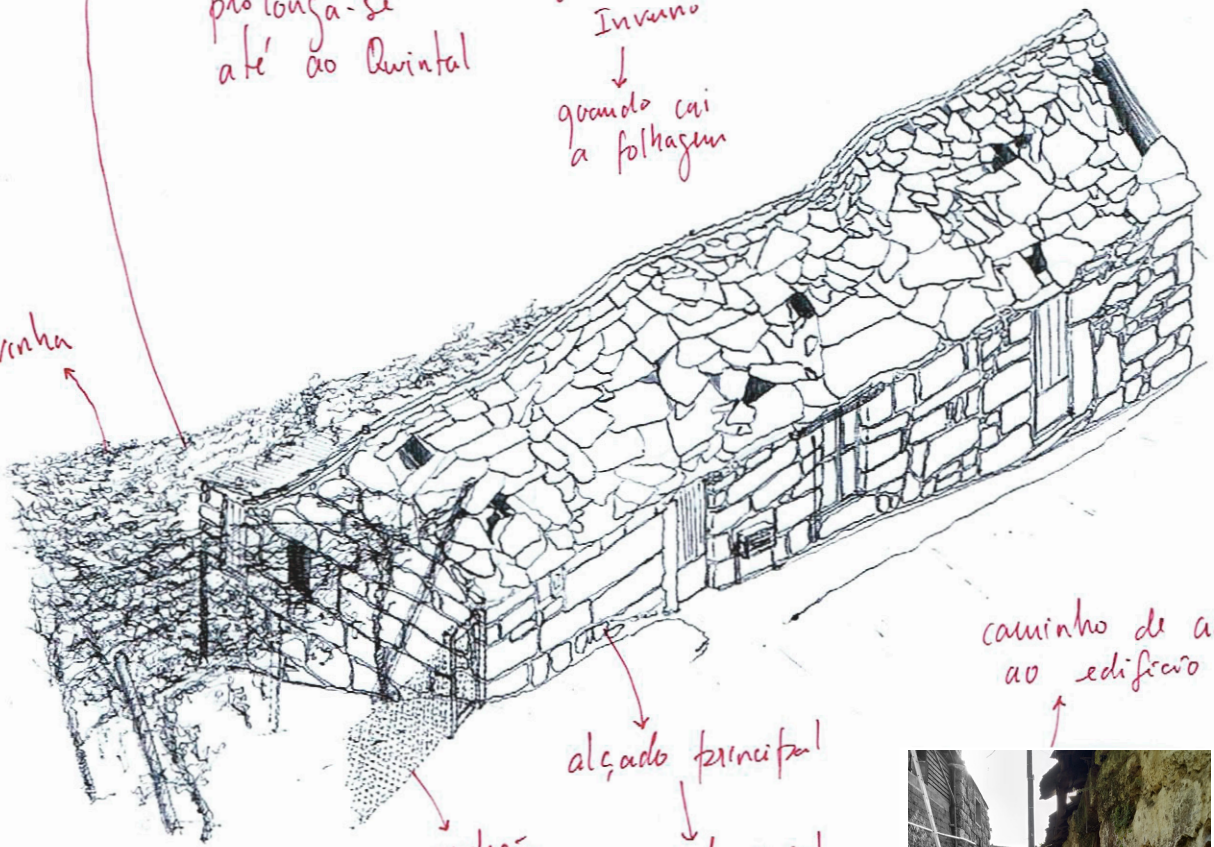 prolonga-se
até ao Quintal
Inverno
quando cai
a folhagem
vinha
caminho de a
ao edifício
alçado principal